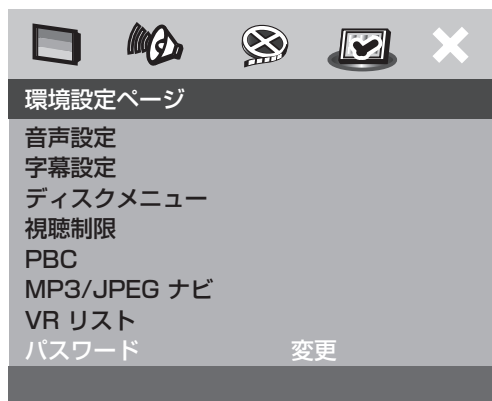 環境設定ページ
音声設定
字幕設定
ディスクメニュー
視聴制限
PBC
MP3/JPEG ナビ
VR リスト
パスワード 変更